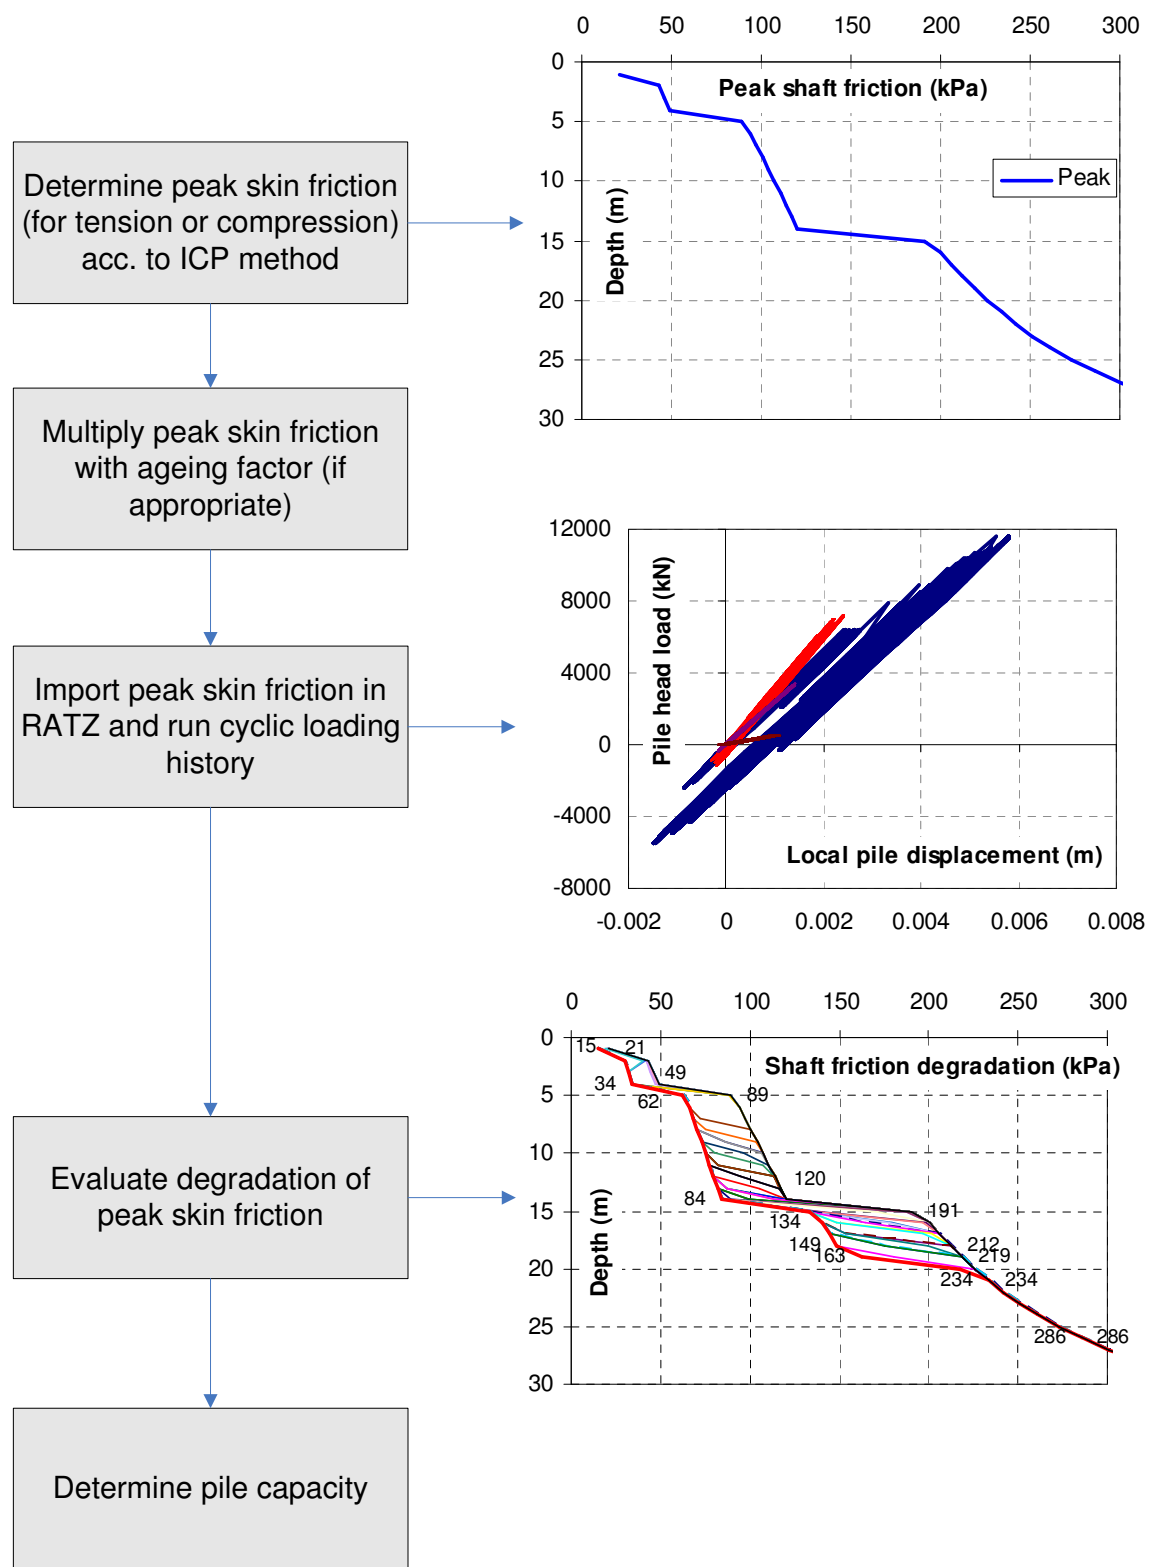 0 50 100 150 200 250 300
0
Peak shaft friction (kPa)
5
10
15
20
25
30
Depth (m)
Peak
Determine peak skin friction
(for tension or compression)
acc. to ICP method
Multiply peak skin friction
with ageing factor (if
appropriate)
12000
8000
4000
0
-4000
-8000
Pile head load (kN)
Local pile displacement (m)
-0.002 0 0.002 0.004 0.006 0.008
Import peak skin friction in
RATZ and run cyclic loading
history
0 50 100 150 200 250 300
0
5
10
15
20
25
30
Depth (m)
Shaft friction degradation (kPa)
15 21
34 49
62 89
84 120
134 191
149 212
163 219
234 234
286 286
Evaluate degradation of
peak skin friction
Determine pile capacity